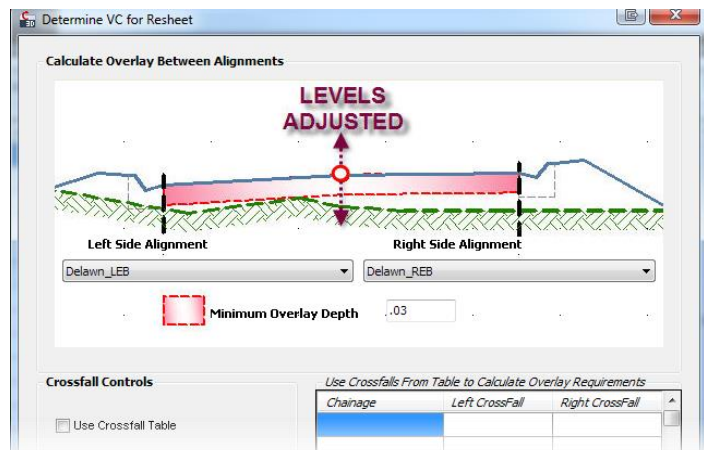 Determine VC for Resheet
Calculate Overlay Between Alignments
LEVELS
ADJUSTED
Left Side Alignment Right Side Alignment
Delawn_LEB Delawn_REB
Minimum Overlay Depth .03
Crossfall Controls Use Crossfalls From Table to Calculate Overlay Requirements
Chainage Left CrossFall Right CrossFall
Use Crossfall Table